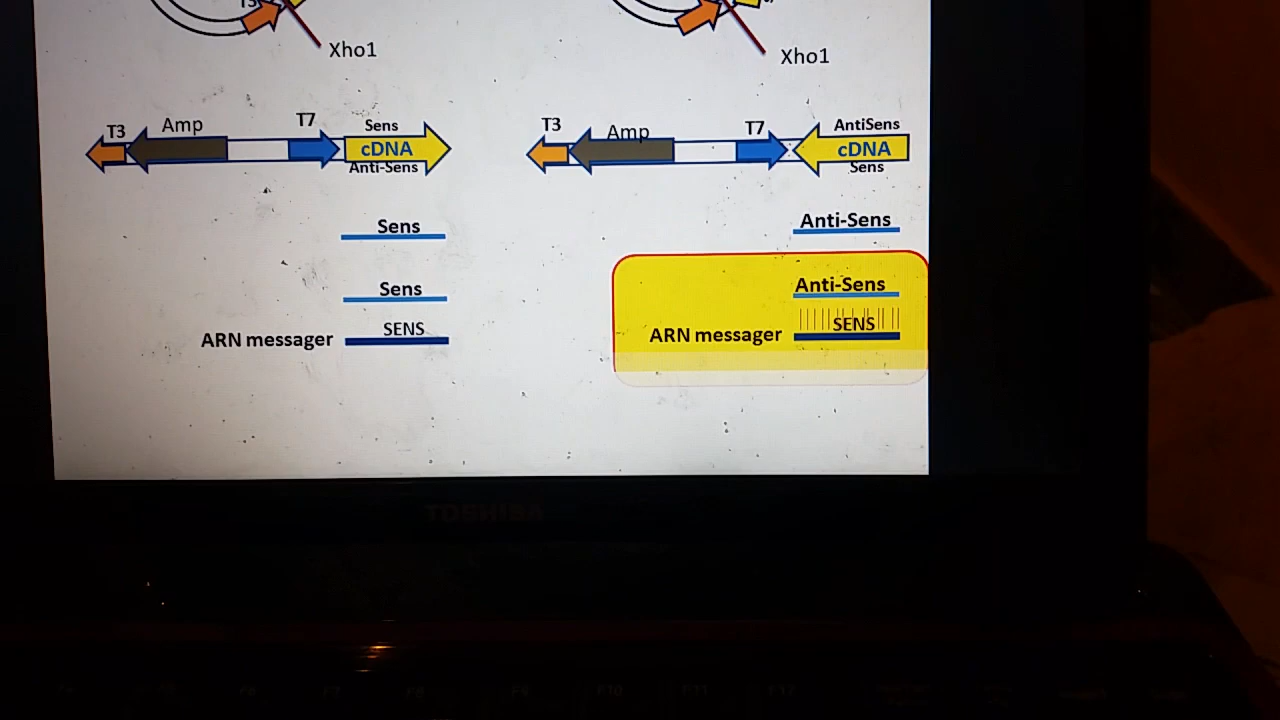 Xho1
Xho1
T3 Amp T7 Sens
cDNA
Anti-Sens
T3 Amp T7 AntiSens
cDNA
Sens
Sens
Anti-Sens
Sens
Anti-Sens
ARN messager SENS
ARN messager SENS
TOSHIBA